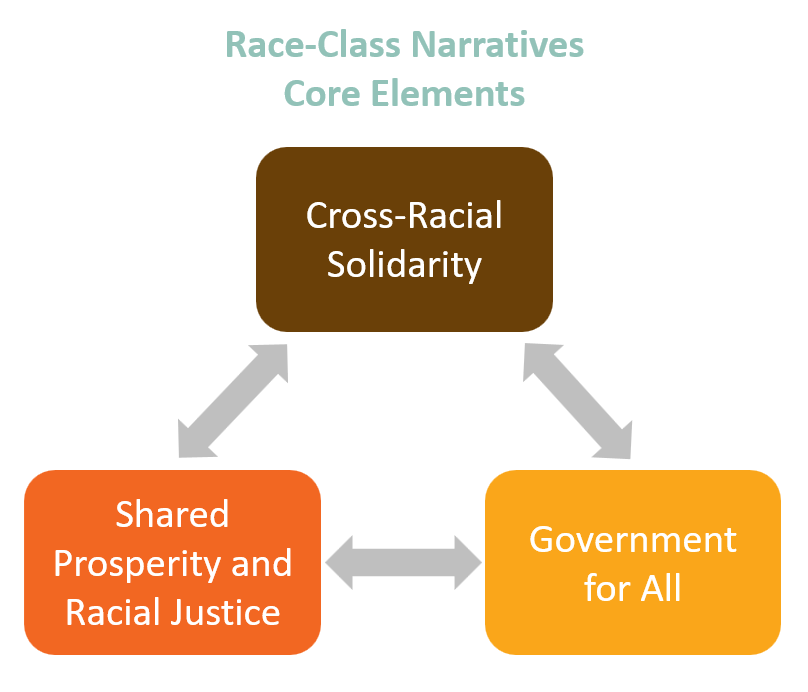 Race-Class Narratives
Core Elements
Cross-Racial
Solidarity
Shared
Prosperity and
Racial Justice
Government
for All